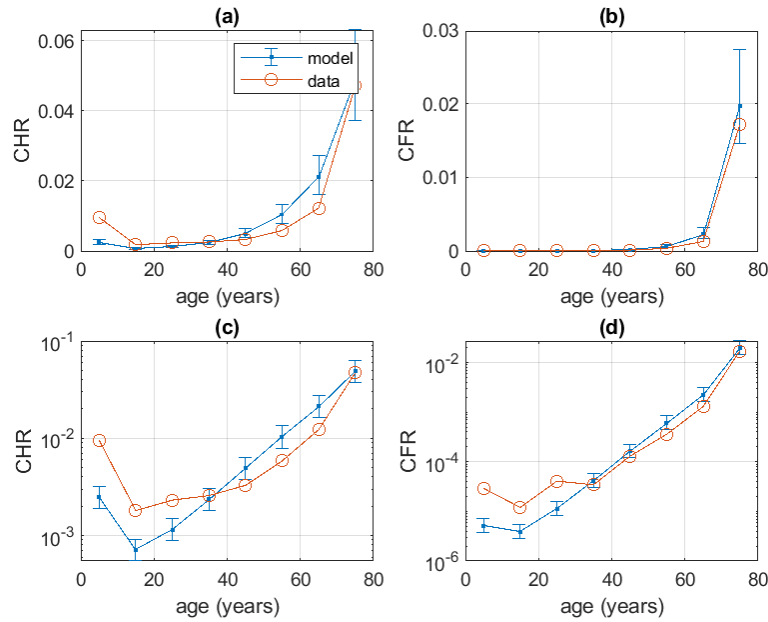 (a)
0.06
0.04
0.02
0
CHR
0 20 40 60 80
age (years)
model
data
(b)
0.03
0.02
0.01
0
CFR
0 20 40 60 80
age (years)
(c)
10-1
10-2
10-3
CHR
0 20 40 60 80
age (years)
(d)
10-2
10-4
10-6
CFR
0 20 40 60 80
age (years)